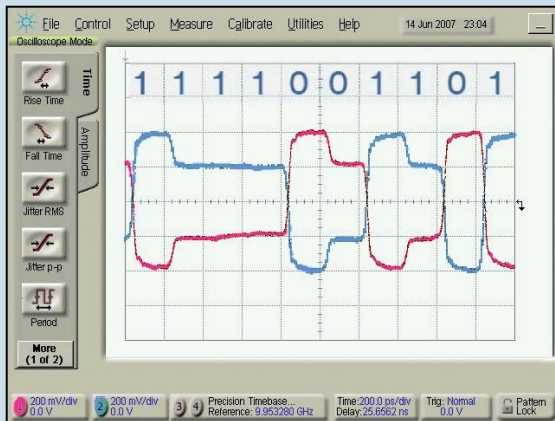 File Control Setup Measure Calibrate Utilities Help 14 Jun 2007 23:04
Oscilloscope Mode
Time
Amplitude
Rise Time
Fall Time
Jitter RMS
Jitter p-p
Period
More
(1 of 2)
1 1 1 1 0 0 1 1 0 1
1 200 mV/div
0.0 V
2 200 mV/div
0.0 V
3 4
Precision Timebase...
Reference: 9.953280 GHz
Time:200.0 ps/div
Delay:25.6562 ns
Trig: Normal
0.0 V
Pattern
Lock